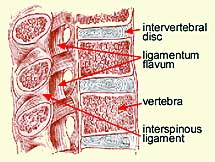 intervertebral
disc
ligamentum
flavum
vertebra
interspinous
ligament